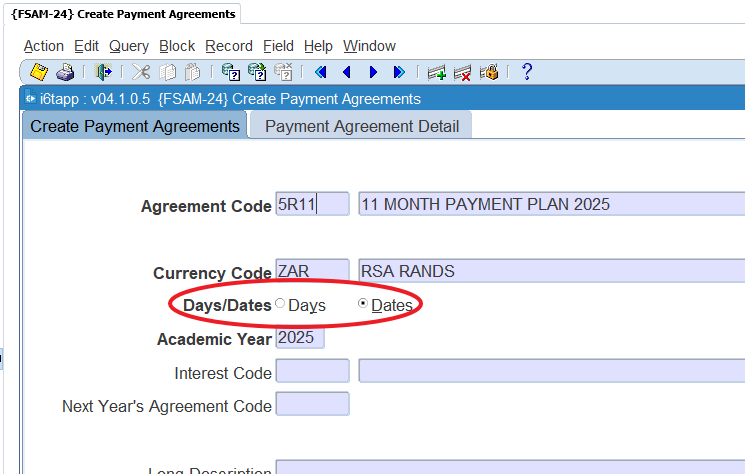 {FSAM-24} Create Payment Agreements
Action Edit Query Block Record Field Help Window
i6tapp : v04.1.0.5 {FSAM-24} Create Payment Agreements
Create Payment Agreements Payment Agreement Detail
Agreement Code 5R11 11 MONTH PAYMENT PLAN 2025
Currency Code ZAR RSA RANDS
Days/Dates Days Dates
Academic Year 2025
Interest Code
Next Year's Agreement Code
Long Description